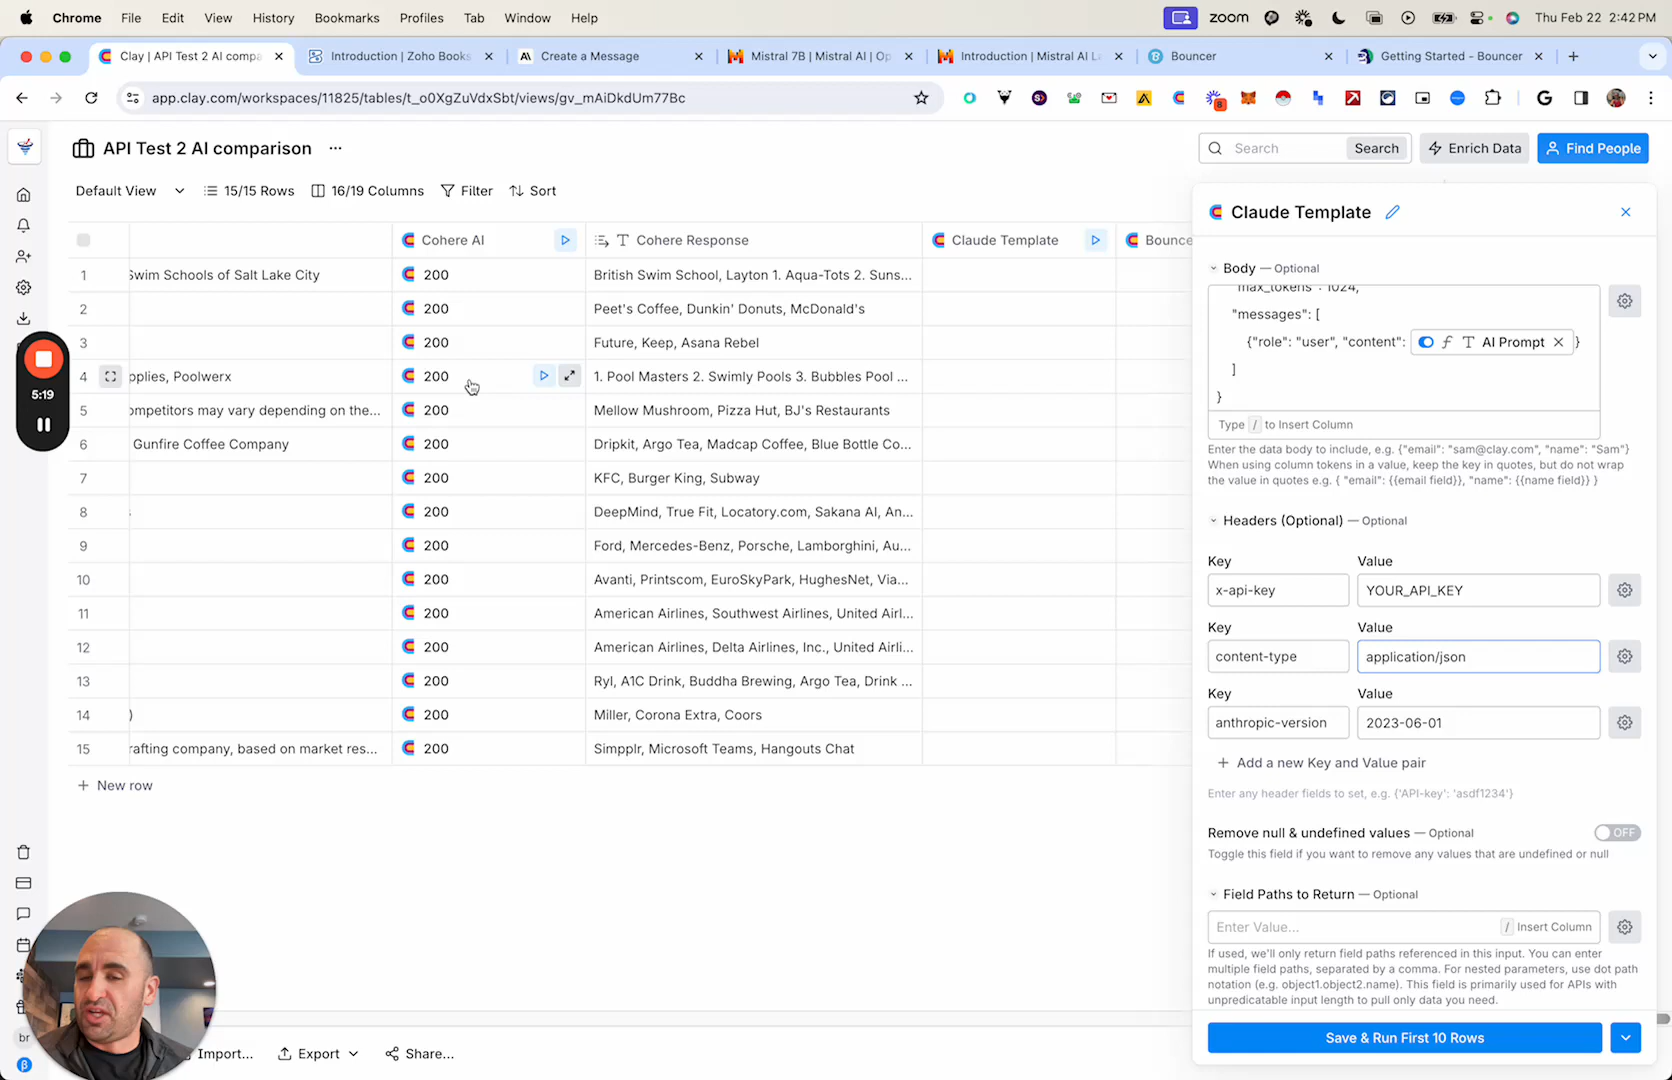 Chrome File Edit View History Bookmarks Profiles Tab Window Help zoom Thu Feb 22 2:42 PM
Clay | API Test 2 AI compa Introduction | Zoho Books Create a Message Mistral 7B | Mistral AI | Op Introduction | Mistral AI La Bouncer Getting Started - Bouncer
app.clay.com/workspaces/11825/tables/t_o0XgZuVdxSbt/views/gv_mAiDkdUm77Bc
API Test 2 AI comparison ...
Search Search Enrich Data Find People
Default View 15/15 Rows 16/19 Columns Filter Sort
Cohere AI Cohere Response Claude Template Bounce
1 Swim Schools of Salt Lake City 200 British Swim School, Layton 1. Aqua-Tots 2. Suns...
2 200 Peet's Coffee, Dunkin' Donuts, McDonald's
3 200 Future, Keep, Asana Rebel
4 pplies, Poolwerx 200 1. Pool Masters 2. Swimly Pools 3. Bubbles Pool ...
5 ompetitors may vary depending on the... 200 Mellow Mushroom, Pizza Hut, BJ's Restaurants
6 Gunfire Coffee Company 200 Dripkit, Argo Tea, Madcap Coffee, Blue Bottle Co...
7 200 KFC, Burger King, Subway
8 200 DeepMind, True Fit, Locatory.com, Sakana AI, An...
9 200 Ford, Mercedes-Benz, Porsche, Lamborghini, Au...
10 200 Avanti, Printscom, EuroSkyPark, HughesNet, Via...
11 200 American Airlines, Southwest Airlines, United Airl...
12 200 American Airlines, Delta Airlines, Inc., United Airli...
13 200 Ryl, A1C Drink, Buddha Brewing, Argo Tea, Drink ...
14 ) 200 Miller, Corona Extra, Coors
15 rafting company, based on market res... 200 Simpplr, Microsoft Teams, Hangouts Chat
+ New row
5:19
br
β
Import... Export Share...
Claude Template
Body — Optional
"max_tokens": 1024,
"messages": [
{"role": "user", "content": AI Prompt }
]
}
Type / to Insert Column
Enter the data body to include, e.g. {"email": "sam@clay.com", "name": "Sam"}
When using column tokens in a value, keep the key in quotes, but do not wrap
the value in quotes e.g. { "email": {{email field}}, "name": {{name field}} }
Headers (Optional) — Optional
Key Value
x-api-key YOUR_API_KEY
Key Value
content-type application/json
Key Value
anthropic-version 2023-06-01
+ Add a new Key and Value pair
Enter any header fields to set, e.g. {'API-key': 'asdf1234'}
Remove null & undefined values — Optional OFF
Toggle this field if you want to remove any values that are undefined or null
Field Paths to Return — Optional
Enter Value... / Insert Column
If used, we'll only return field paths referenced in this input. You can enter
multiple field paths, separated by a comma. For nested parameters, use dot path
notation (e.g. object1.object2.name). This field is primarily used for APIs with
unpredicatable input length to pull only data you need.
Save & Run First 10 Rows